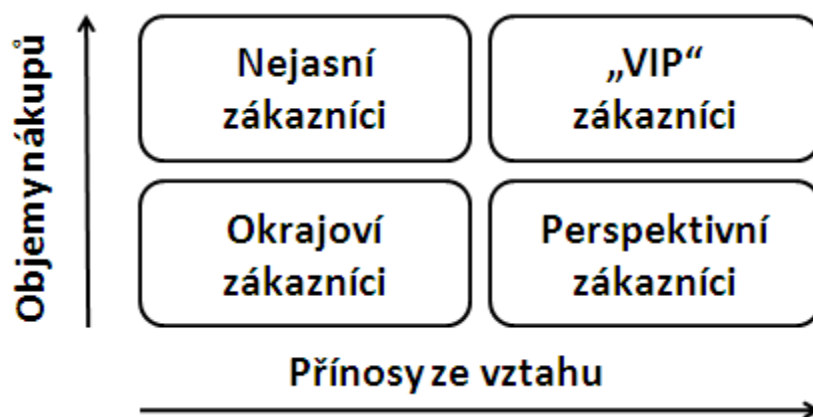 Objemy nákupů
Nejasní
zákazníci
„VIP“
zákazníci
Okrajoví
zákazníci
Perspektivní
zákazníci
Přínosy ze vztahu